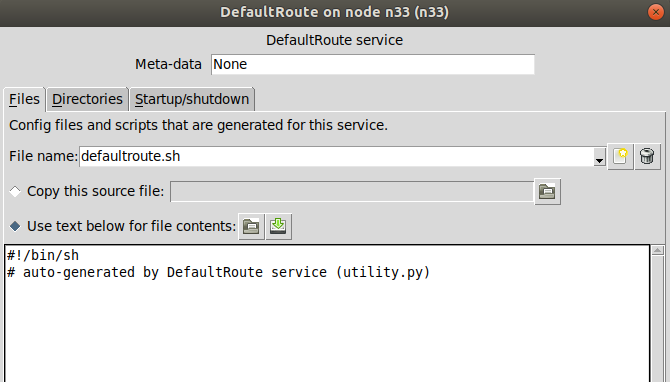 DefaultRoute on node n33 (n33)
DefaultRoute service
Meta-data None
Files Directories Startup/shutdown
Config files and scripts that are generated for this service.
File name: defaultroute.sh
Copy this source file:
Use text below for file contents:
#!/bin/sh
# auto-generated by DefaultRoute service (utility.py)